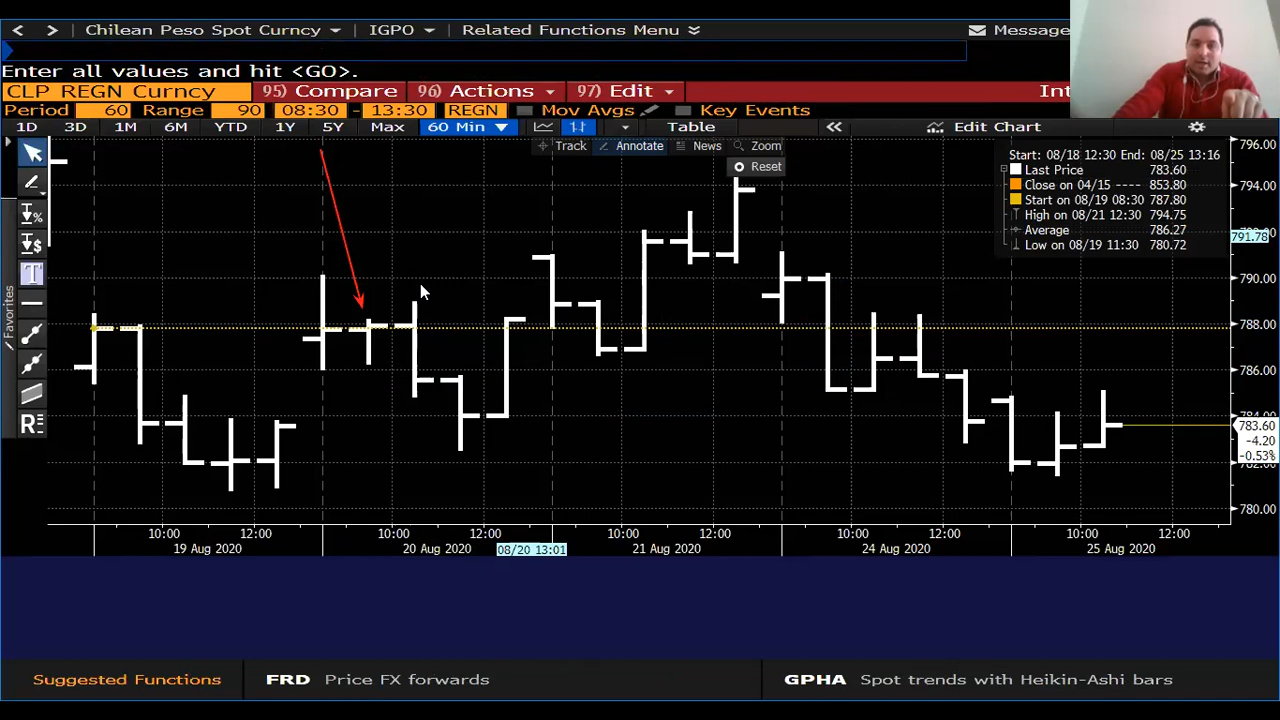 Chilean Peso Spot Curncy IGPO Related Functions Menu Message
Enter all values and hit <GO>.
CLP REGN Curncy 95) Compare 96) Actions 97) Edit Int
Period 60 Range 90 08:30 - 13:30 REGN Mov Avgs Key Events
1D 3D 1M 6M YTD 1Y 5Y Max 60 Min Table Edit Chart
Track Annotate News Zoom
Reset
Favorites
Start: 08/18 12:30 End: 08/25 13:16
Last Price 783.60
Close on 04/15 ---- 853.80
Start on 08/19 08:30 787.80
High on 08/21 12:30 794.75
Average 786.27
Low on 08/19 11:30 780.72
796.00
794.00
791.78
790.00
788.00
786.00
783.60
-4.20
-0.53%
780.00
10:00 12:00 10:00 12:00 10:00 12:00 10:00 12:00 10:00 12:00
19 Aug 2020 20 Aug 2020 08/20 13:01 21 Aug 2020 24 Aug 2020 25 Aug 2020
Suggested Functions FRD Price FX forwards GPHA Spot trends with Heikin-Ashi bars